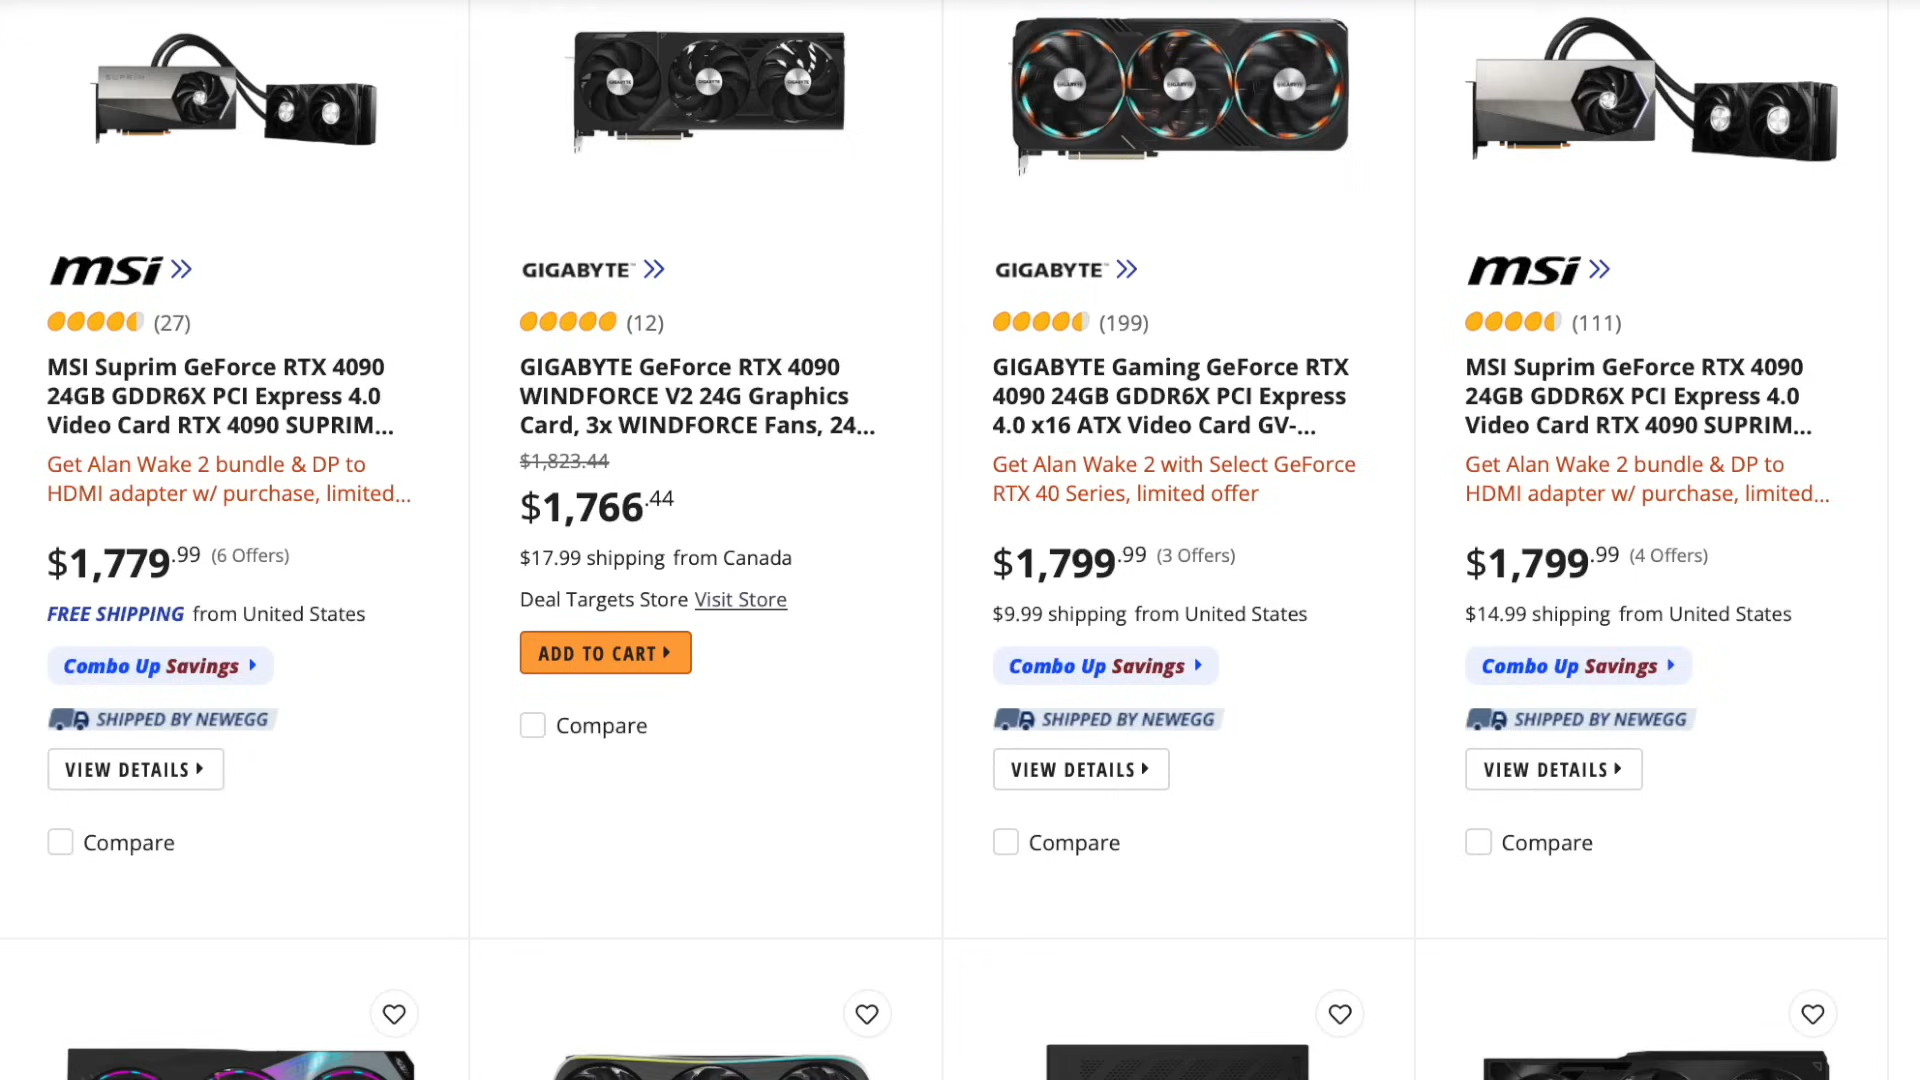 SUPRIM
GIGABYTE
GIGABYTE
GIGABYTE
GIGABYTE
GIGABYTE
GIGABYTE
msi
(27)
MSI Suprim GeForce RTX 4090
24GB GDDR6X PCI Express 4.0
Video Card RTX 4090 SUPRIM...
Get Alan Wake 2 bundle & DP to
HDMI adapter w/ purchase, limited...
$1,779.99 (6 Offers)
FREE SHIPPING from United States
Combo Up Savings
SHIPPED BY NEWEGG
VIEW DETAILS
Compare
GIGABYTE™
(12)
GIGABYTE GeForce RTX 4090
WINDFORCE V2 24G Graphics
Card, 3x WINDFORCE Fans, 24...
$1,823.44
$1,766.44
$17.99 shipping from Canada
Deal Targets Store Visit Store
ADD TO CART
Compare
GIGABYTE™
(199)
GIGABYTE Gaming GeForce RTX
4090 24GB GDDR6X PCI Express
4.0 x16 ATX Video Card GV-...
Get Alan Wake 2 with Select GeForce
RTX 40 Series, limited offer
$1,799.99 (3 Offers)
$9.99 shipping from United States
Combo Up Savings
SHIPPED BY NEWEGG
VIEW DETAILS
Compare
msi
(111)
MSI Suprim GeForce RTX 4090
24GB GDDR6X PCI Express 4.0
Video Card RTX 4090 SUPRIM...
Get Alan Wake 2 bundle & DP to
HDMI adapter w/ purchase, limited...
$1,799.99 (4 Offers)
$14.99 shipping from United States
Combo Up Savings
SHIPPED BY NEWEGG
VIEW DETAILS
Compare